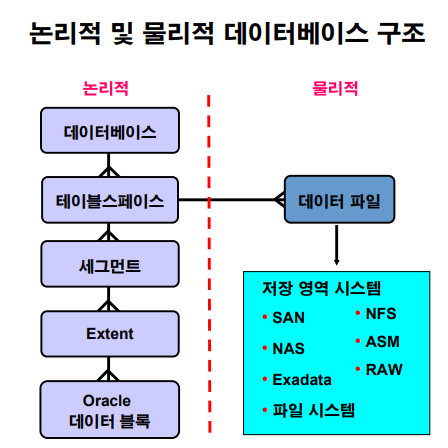 논리적 및 물리적 데이터베이스 구조
논리적
물리적
데이터베이스
테이블스페이스
데이터 파일
세그먼트
Extent
Oracle
데이터 블록
저장 영역 시스템
• SAN
• NAS
• Exadata
• 파일 시스템
• NFS
• ASM
• RAW